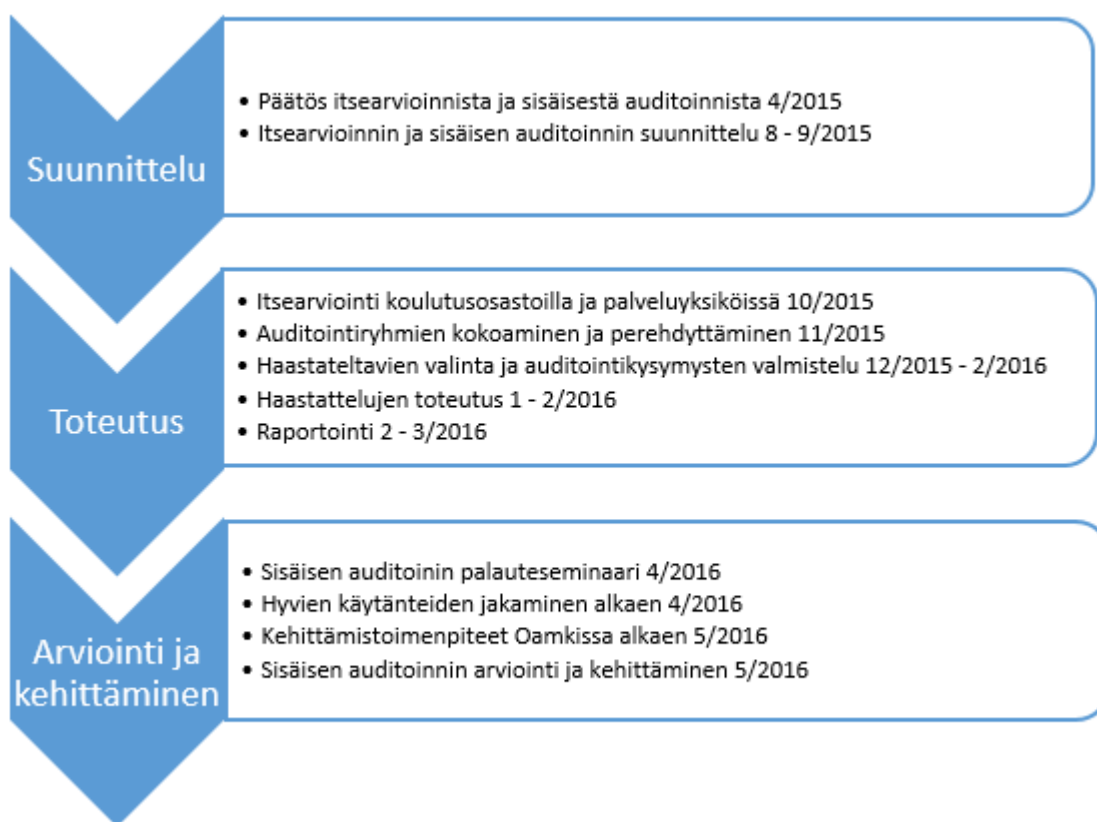 Suunnittelu
• Päätös itsearvioinnista ja sisäisestä auditoinnista 4/2015
• Itsearvioinnin ja sisäisen auditoinnin suunnittelu 8 - 9/2015
Toteutus
• Itsearviointi koulutusosastoilla ja palveluyksiköissä 10/2015
• Auditointiryhmien kokoaminen ja perehdyttäminen 11/2015
• Haastateltavien valinta ja auditointikysymysten valmistelu 12/2015 - 2/2016
• Haastattelujen toteutus 1 - 2/2016
• Raportointi 2 - 3/2016
Arviointi ja
kehittäminen
• Sisäisen auditoinin palauteseminaari 4/2016
• Hyvien käytänteiden jakaminen alkaen 4/2016
• Kehittämistoimenpiteet Oamkissa alkaen 5/2016
• Sisäisen auditoinnin arviointi ja kehittäminen 5/2016